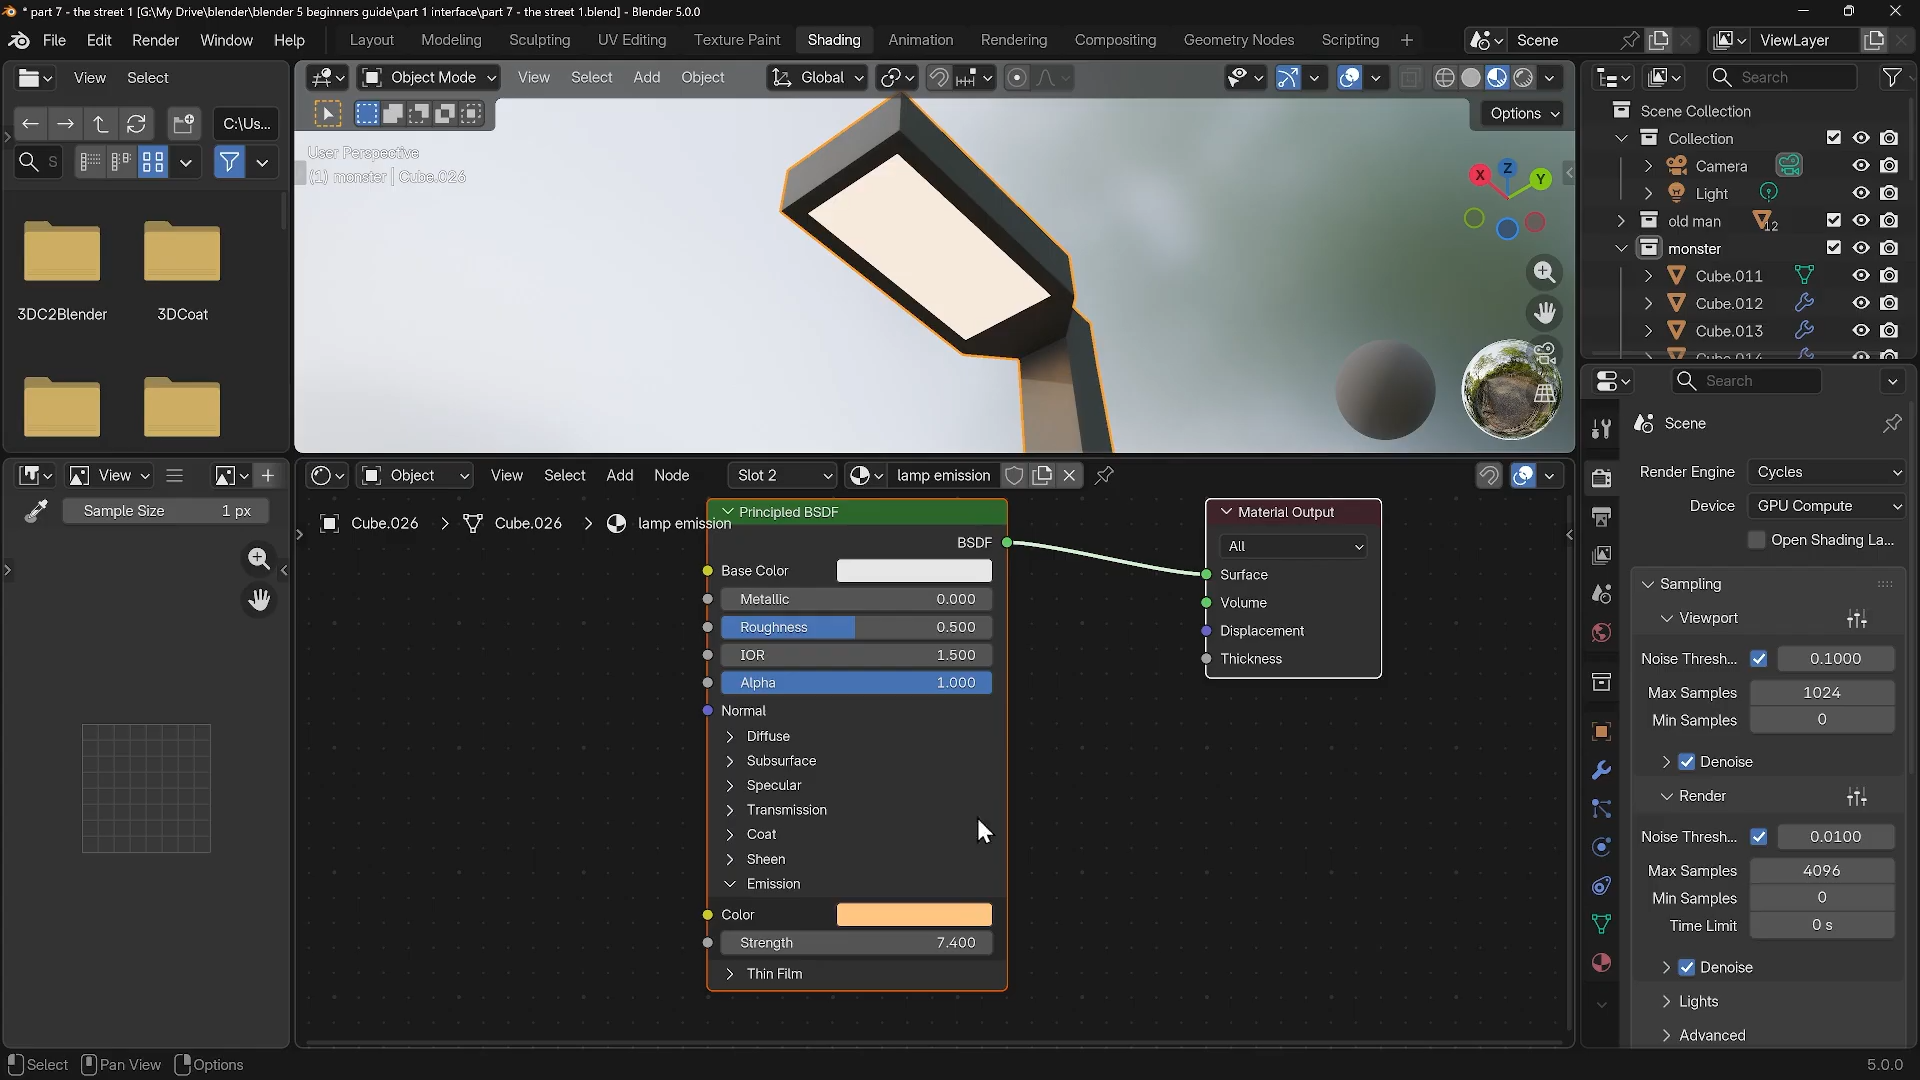 * part 7 - the street 1 [G:\My Drive\blender\blender 5 beginners guide\part 1 interface\part 7 - the street 1.blend] - Blender 5.0.0
File Edit Render Window Help
Layout Modeling Sculpting UV Editing Texture Paint Shading Animation Rendering Compositing Geometry Nodes Scripting +
Scene
ViewLayer
View Select
C:\Us...
S
3DC2Blender
3DCoat
Object Mode View Select Add Object Global
Options
User Perspective
(1) monster | Cube.026
X
Z
Y
Search
Scene Collection
Collection
Camera
Light
old man 12
monster
Cube.011
Cube.012
Cube.013
Cube.014
Search
Scene
Render Engine Cycles
Device GPU Compute
Open Shading La...
Sampling
Viewport
Noise Thresh... 0.1000
Max Samples 1024
Min Samples 0
Denoise
Render
Noise Thresh... 0.0100
Max Samples 4096
Min Samples 0
Time Limit 0 s
Denoise
Lights
Advanced
View
Sample Size 1 px
Object View Select Add Node Slot 2 lamp emission
Cube.026 > Cube.026 > lamp emission
Principled BSDF
BSDF
Base Color
Metallic 0.000
Roughness 0.500
IOR 1.500
Alpha 1.000
Normal
Diffuse
Subsurface
Specular
Transmission
Coat
Sheen
Emission
Color
Strength 7.400
Thin Film
Material Output
All
Surface
Volume
Displacement
Thickness
Select Pan View Options
5.0.0